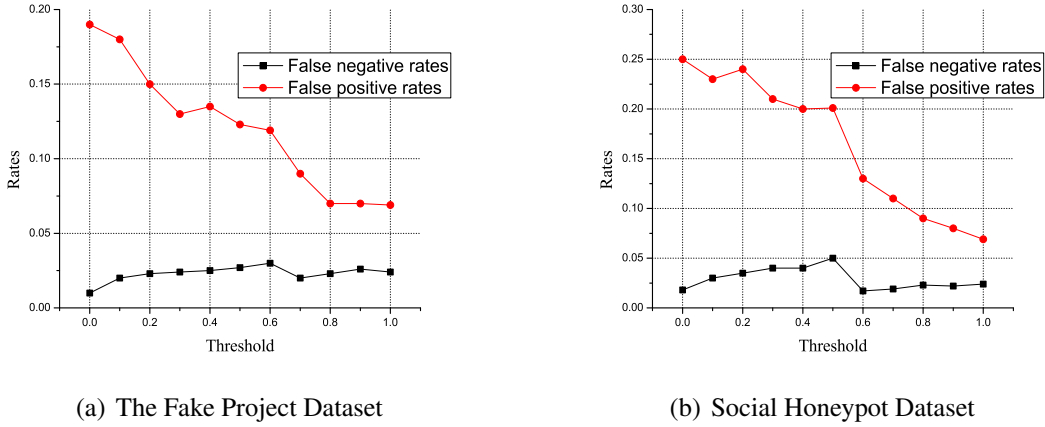 0.20
0.15
0.10
0.05
0.00
Rates
0.0 0.2 0.4 0.6 0.8 1.0
Threshold
False negative rates
False positive rates
(a) The Fake Project Dataset
0.30
0.25
0.20
0.15
0.10
0.05
0.00
Rates
0.0 0.2 0.4 0.6 0.8 1.0
Threshold
False negative rates
False positive rates
(b) Social Honeypot Dataset